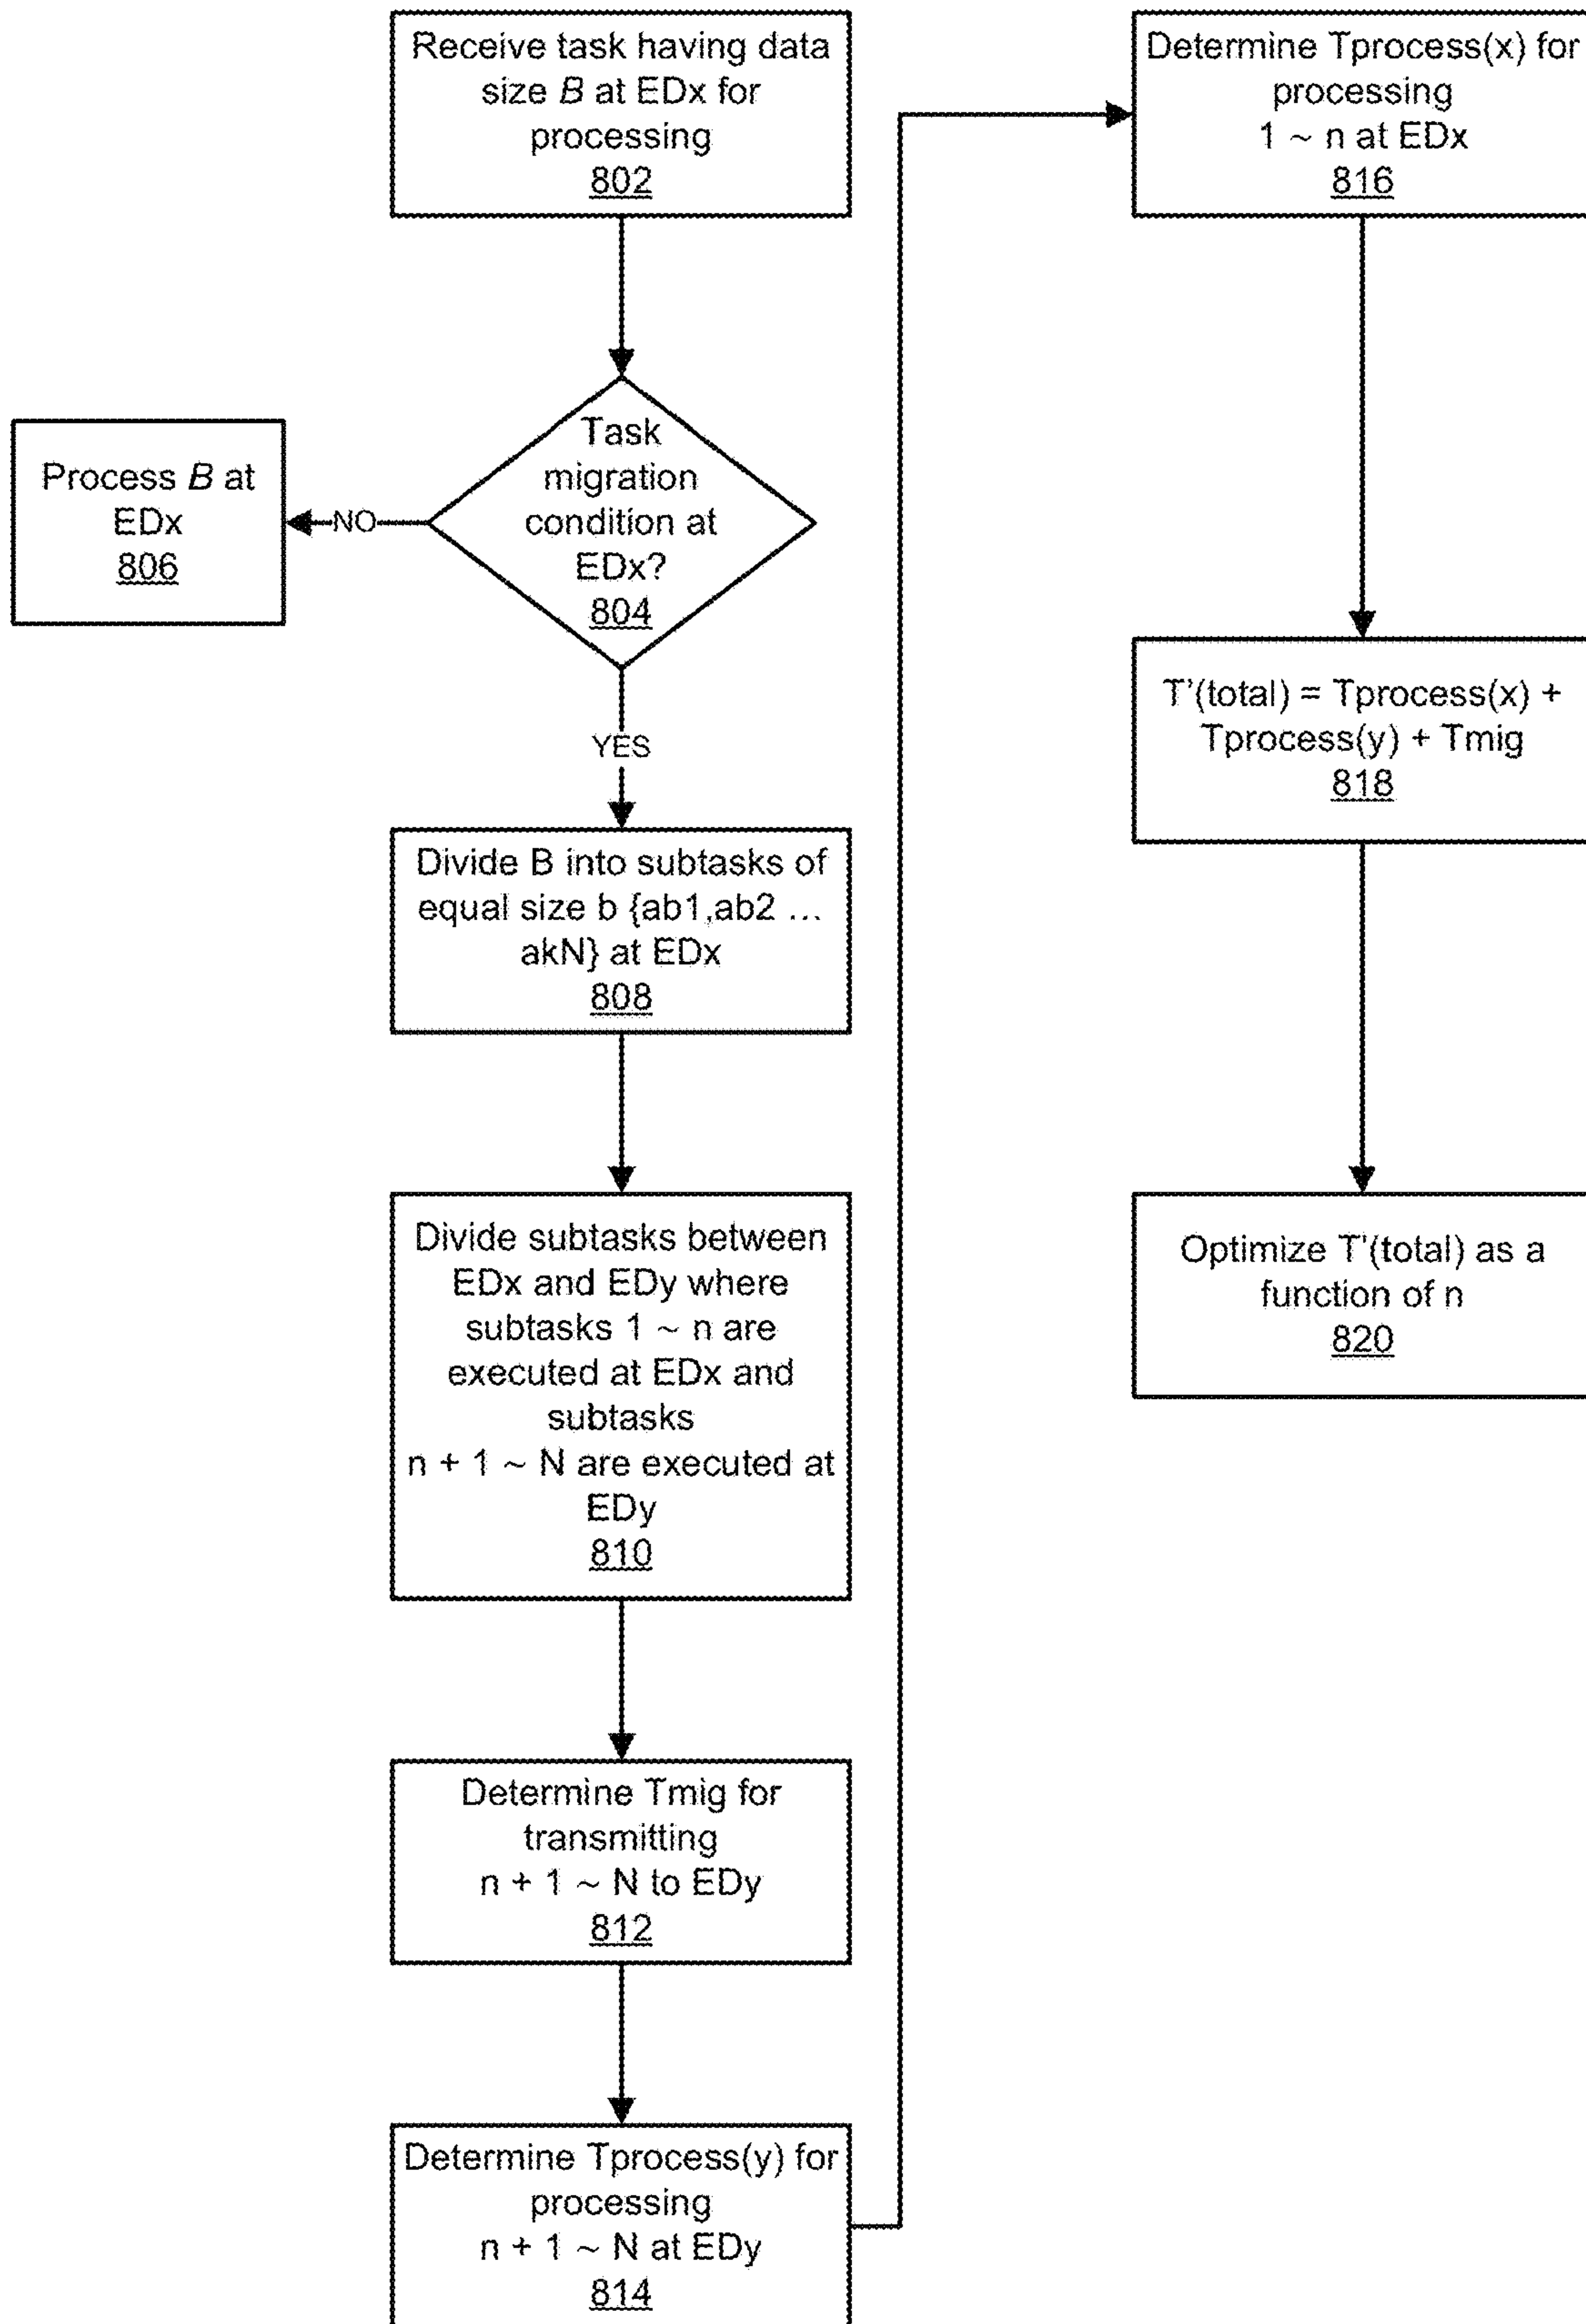 Receive task having data
size B at EDx for
processing
802
Task
migration
condition at
EDx?
804
NO
Process B at
EDx
806
YES
Divide B into subtasks of
equal size b {ab1,ab2 …
akN} at EDx
808
Divide subtasks between
EDx and EDy where
subtasks 1 ~ n are
executed at EDx and
subtasks
n + 1 ~ N are executed at
EDy
810
Determine Tmig for
transmitting
n + 1 ~ N to EDy
812
Determine Tprocess(y) for
processing
n + 1 ~ N at EDy
814
Determine Tprocess(x) for
processing
1 ~ n at EDx
816
T'(total) = Tprocess(x) +
Tprocess(y) + Tmig
818
Optimize T'(total) as a
function of n
820